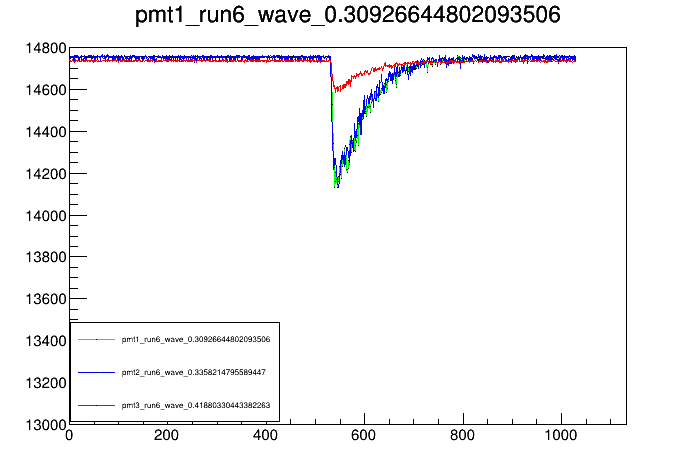 pmt1_run6_wave_0.30926644802093506
14800
14600
14400
14200
14000
13800
13600
13400
13200
13000
pmt1_run6_wave_0.30926644802093506
pmt2_run6_wave_0.3358214795589447
pmt3_run6_wave_0.41880330443382263
0 200 400 600 800 1000